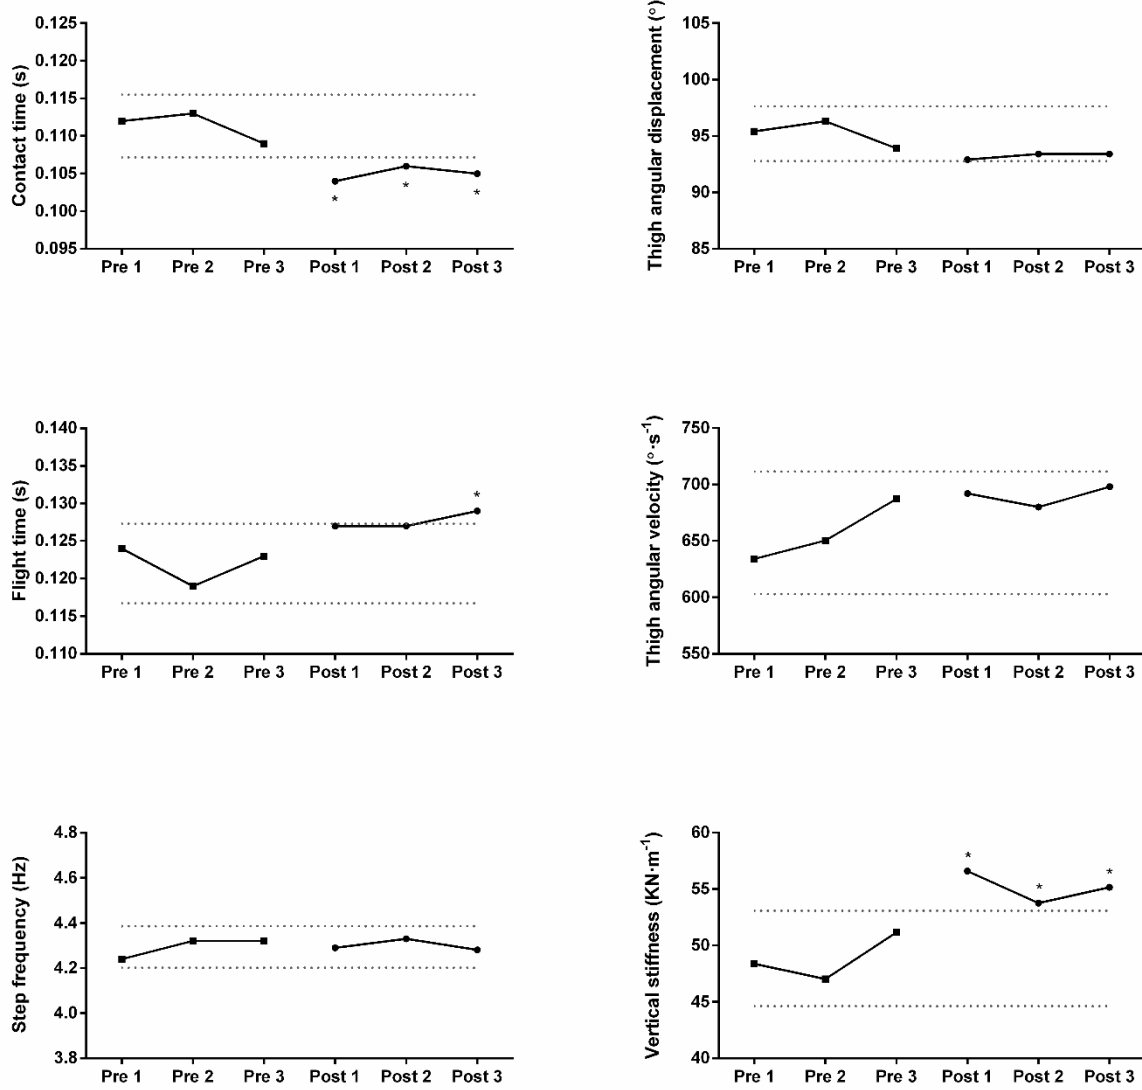 Contact time (s)
0.125
0.120
0.115
0.110
0.105
0.100
0.095
* * *
Pre 1 Pre 2 Pre 3 Post 1 Post 2 Post 3
Thigh angular displacement (°)
105
100
95
90
85
Pre 1 Pre 2 Pre 3 Post 1 Post 2 Post 3
Flight time (s)
0.140
0.135
0.130
0.125
0.120
0.115
0.110
*
Pre 1 Pre 2 Pre 3 Post 1 Post 2 Post 3
Thigh angular velocity (°·s⁻¹)
750
700
650
600
550
Pre 1 Pre 2 Pre 3 Post 1 Post 2 Post 3
Step frequency (Hz)
4.8
4.6
4.4
4.2
4.0
3.8
Pre 1 Pre 2 Pre 3 Post 1 Post 2 Post 3
Vertical stiffness (KN·m⁻¹)
60
55
50
45
40
* * *
Pre 1 Pre 2 Pre 3 Post 1 Post 2 Post 3